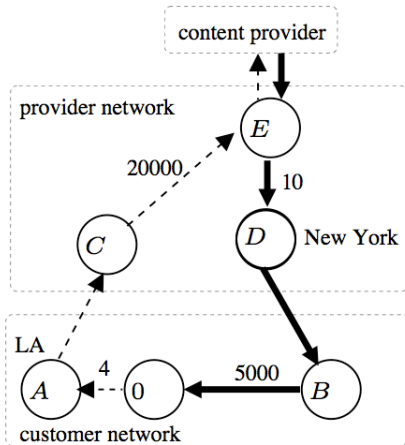 content provider
provider network
E
20000
10
C
D
New York
LA
4
5000
A
0
B
customer network